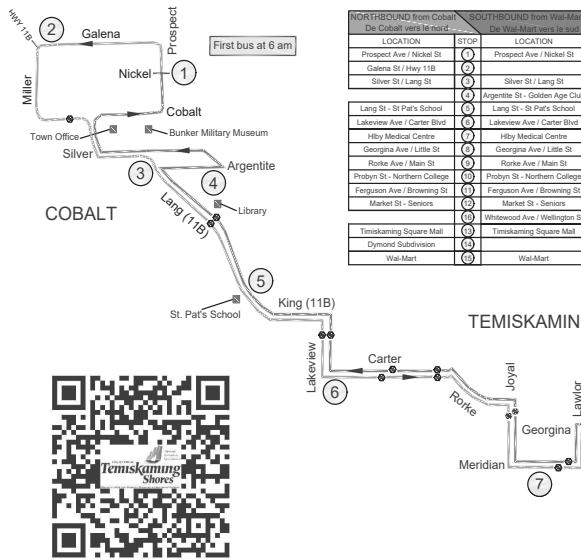 HWY 11B
2
Galena
Prospect
First bus at 6 am
Nickel
1
Miller
Cobalt
Town Office
Bunker Military Museum
Silver
3
Argentite
4
COBALT
Lang (11B)
Library
5
St. Pat's School
King (11B)
Lakeview
6
Carter
Rorke
Joyal
Georgina
Lawlor
Meridian
7
TEMISKAMIN
Temiskaming
Shores
NORTHBOUND from Cobalt SOUTHBOUND from Wal-Mar
De Cobalt vers le nord De Wal-Mart vers le sud
LOCATION STOP LOCATION
Prospect Ave / Nickel St 1 Prospect Ave / Nickel St
Galena St / Hwy 11B 2
Silver St / Lang St 3 Silver St / Lang St
4 Argentite St - Golden Age Clu
Lang St - St Pat's School 5 Lang St - St Pat's School
Lakeview Ave / Carter Blvd 6 Lakeview Ave / Carter Blvd
Hlby Medical Centre 7 Hlby Medical Centre
Georgina Ave / Little St 8 Georgina Ave / Little St
Rorke Ave / Main St 9 Rorke Ave / Main St
Probyn St - Northern College 10 Probyn St - Northern College
Ferguson Ave / Browning St 11 Ferguson Ave / Browning St
Market St - Seniors 12 Market St - Seniors
16 Whitewood Ave / Wellington S
Timiskaming Square Mall 13 Timiskaming Square Mall
Dymond Subdivision 14
Wal-Mart 15 Wal-Mart